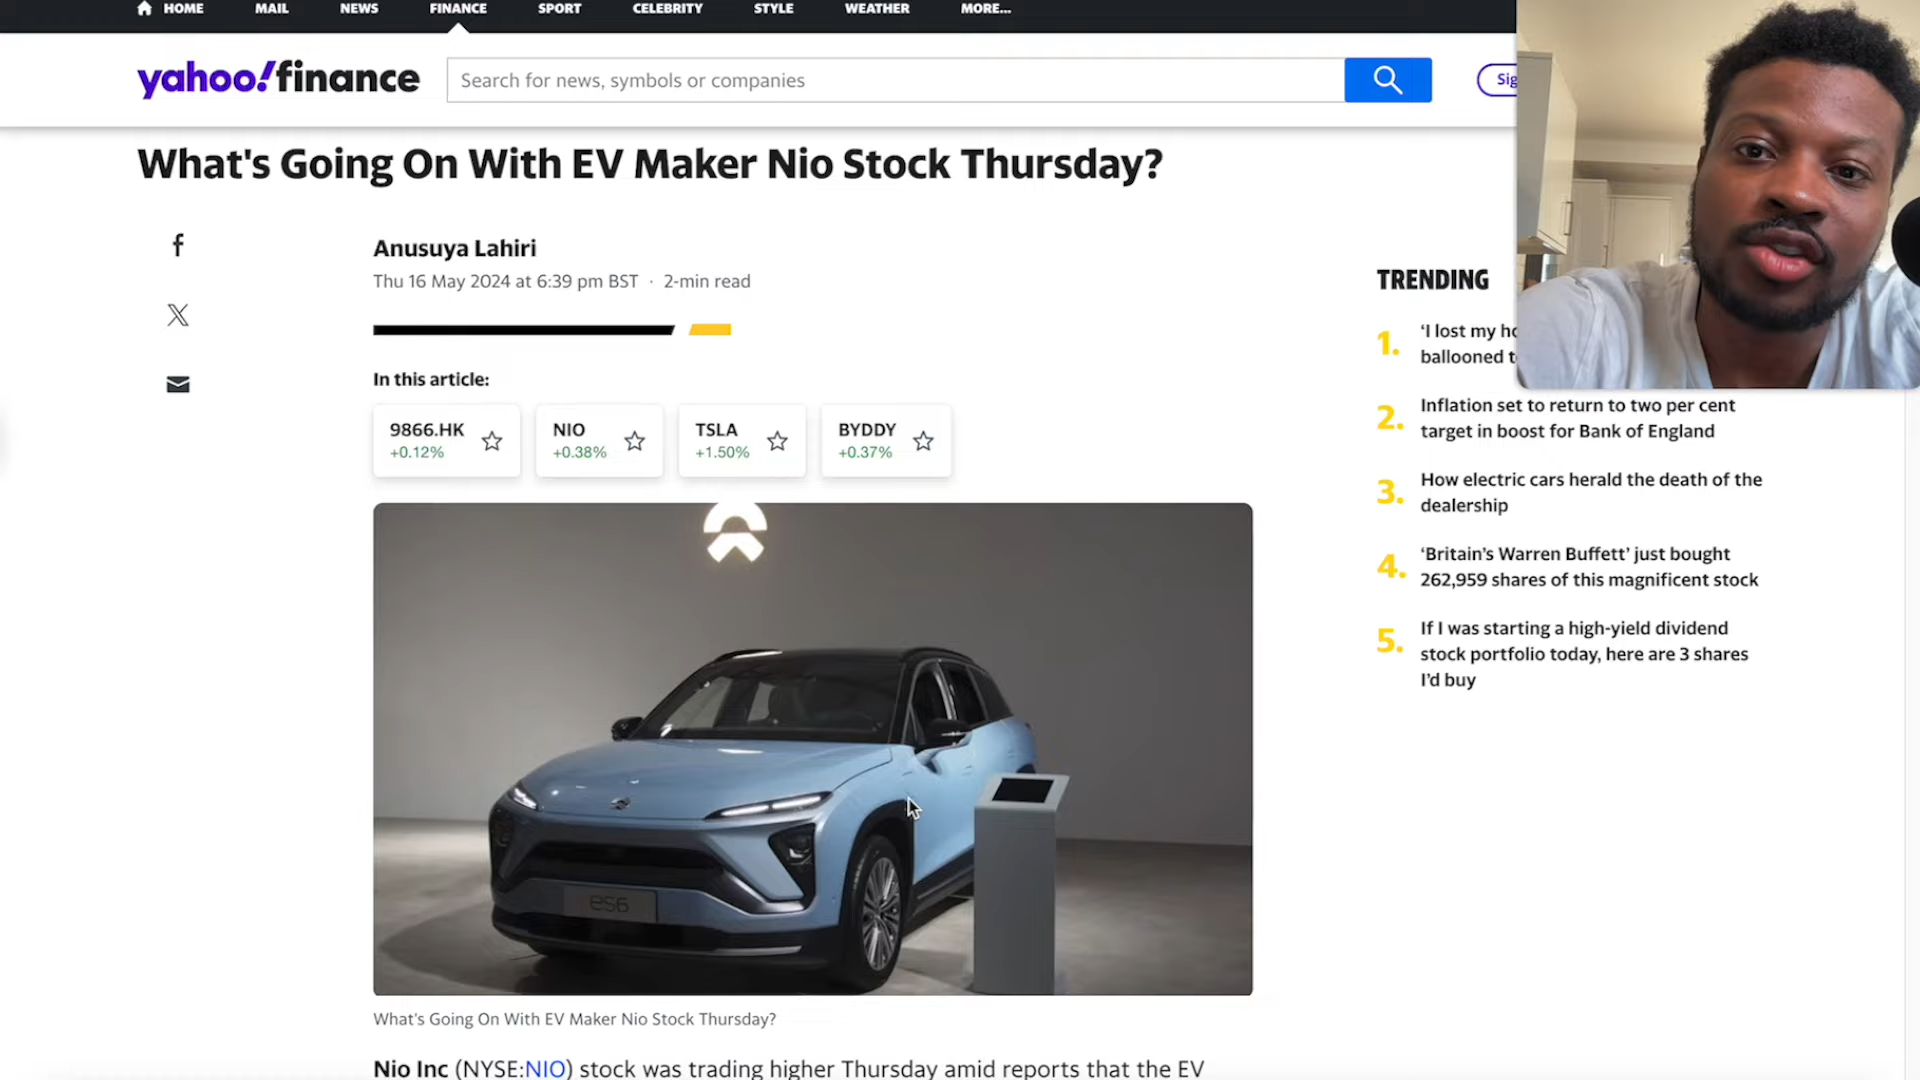 HOME MAIL NEWS FINANCE SPORT CELEBRITY STYLE WEATHER MORE...
yahoo!finance
Search for news, symbols or companies
What's Going On With EV Maker Nio Stock Thursday?
Anusuya Lahiri
Thu 16 May 2024 at 6:39 pm BST · 2-min read
In this article:
9866.HK
+0.12%
NIO
+0.38%
TSLA
+1.50%
BYDDY
+0.37%
es6
What's Going On With EV Maker Nio Stock Thursday?
Nio Inc (NYSE:NIO) stock was trading higher Thursday amid reports that the EV
TRENDING
1. ‘I lost my
ballooned
2. Inflation set to return to two per cent
target in boost for Bank of England
3. How electric cars herald the death of the
dealership
4. ‘Britain’s Warren Buffett’ just bought
262,959 shares of this magnificent stock
5. If I was starting a high-yield dividend
stock portfolio today, here are 3 shares
I’d buy